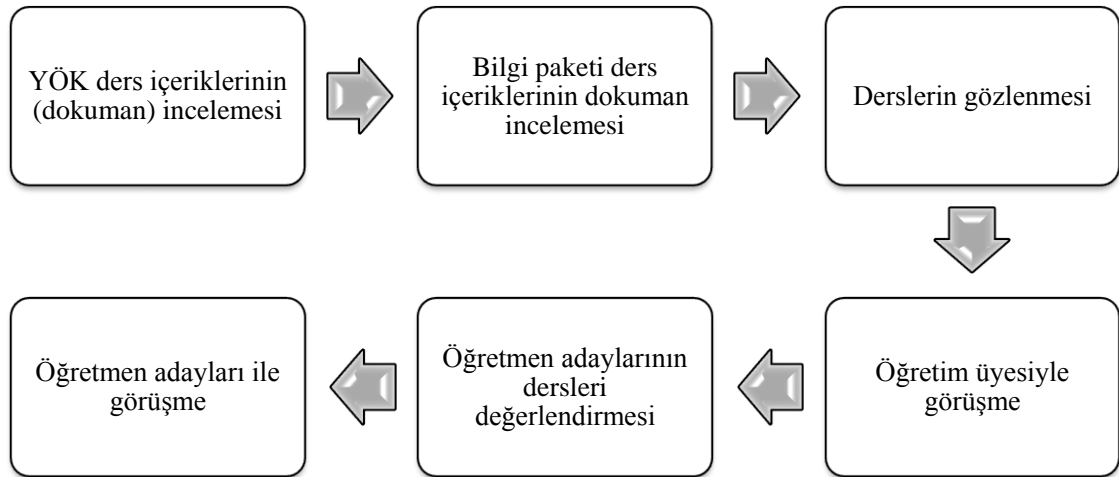 YÖK ders içeriklerinin
(dokuman) incelemesi
Bilgi paketi ders
içeriklerinin dokuman
incelemesi
Derslerin gözlenmesi
Öğretim üyesiyle
görüşme
Öğretmen adaylarının
dersleri
değerlendirmesi
Öğretmen adayları ile
görüşme